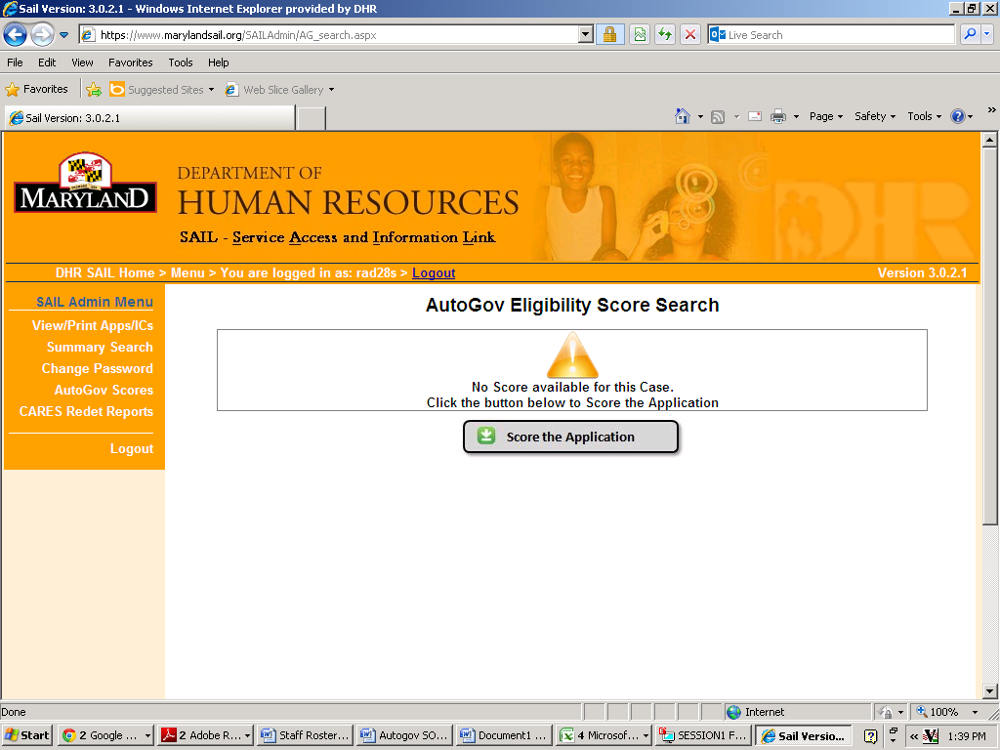 Sail Version: 3.0.2.1 - Windows Internet Explorer provided by DHR
https://www.marylandsail.org/SAILAdmin/AG_search.aspx
Live Search
File Edit View Favorites Tools Help
Favorites Suggested Sites Web Slice Gallery
Sail Version: 3.0.2.1
Page Safety Tools »
MARYLAND
DEPARTMENT OF
HUMAN RESOURCES
SAIL - Service Access and Information Link
DHR
DHR SAIL Home > Menu > You are logged in as: rad28s > Logout
Version 3.0.2.1
SAIL Admin Menu
View/Print Apps/ICs
Summary Search
Change Password
AutoGov Scores
CARES Redet Reports
Logout
AutoGov Eligibility Score Search
No Score available for this Case.
Click the button below to Score the Application
Score the Application
Done
Internet
100%
Start
2 Google ...
2 Adobe R...
Staff Roster...
Autogov SO...
Document1 ...
4 Microsof...
SESSION1 F...
Sail Versio...
«
1:39 PM